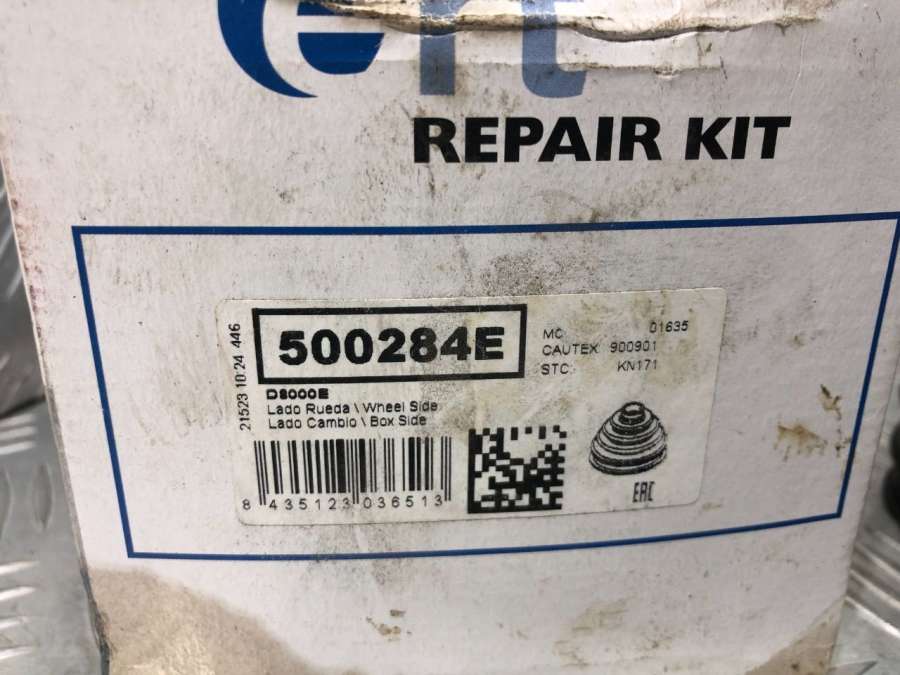 ert
REPAIR KIT
21523 10:24 446
500284E
MC: 01635
CAUTEX: 900901
STC: KN171
D8000E
Lado Rueda \ Wheel Side
Lado Cambio \ Box Side
8 435123 036513
EAC